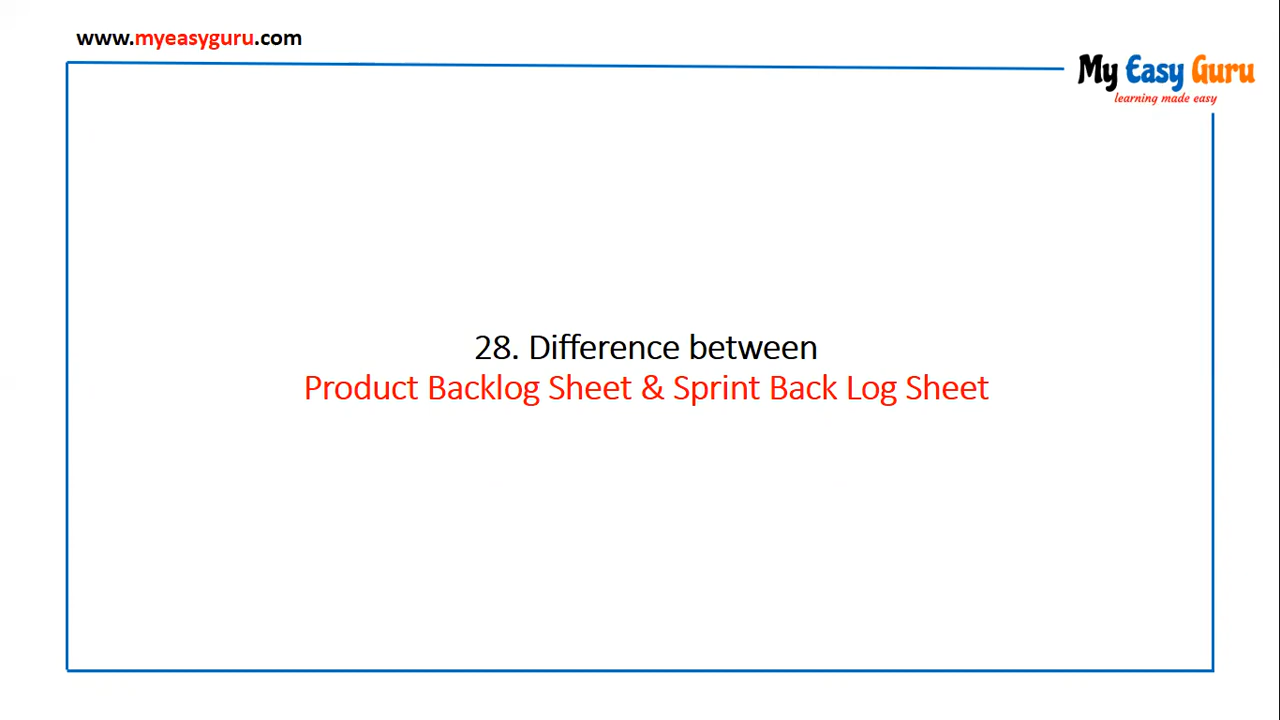 www.myeasyguru.com
My Easy Guru
learning made easy
28. Difference between
Product Backlog Sheet & Sprint Back Log Sheet